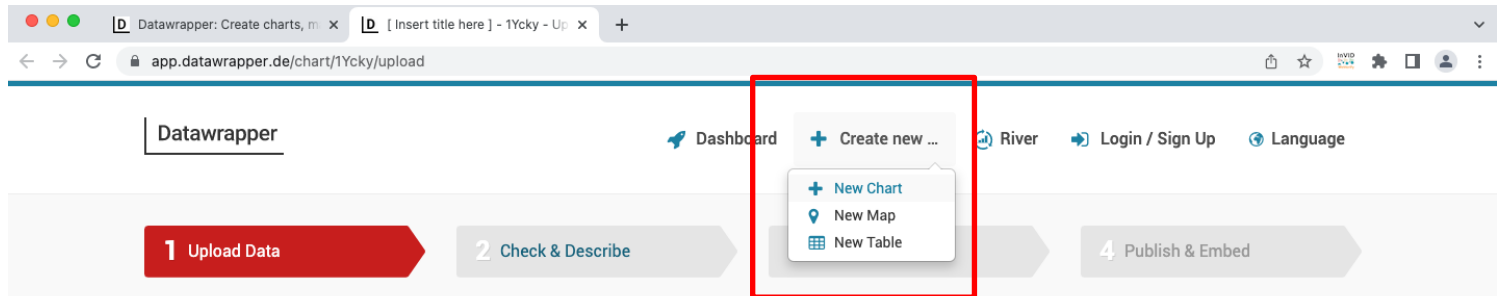 Datawrapper: Create charts, m
[ Insert title here ] - 1Ycky - Up
app.datawrapper.de/chart/1Ycky/upload
InVID
Datawrapper
Dashboard
Create new ...
River
Login / Sign Up
Language
New Chart
New Map
New Table
1 Upload Data
2 Check & Describe
4 Publish & Embed